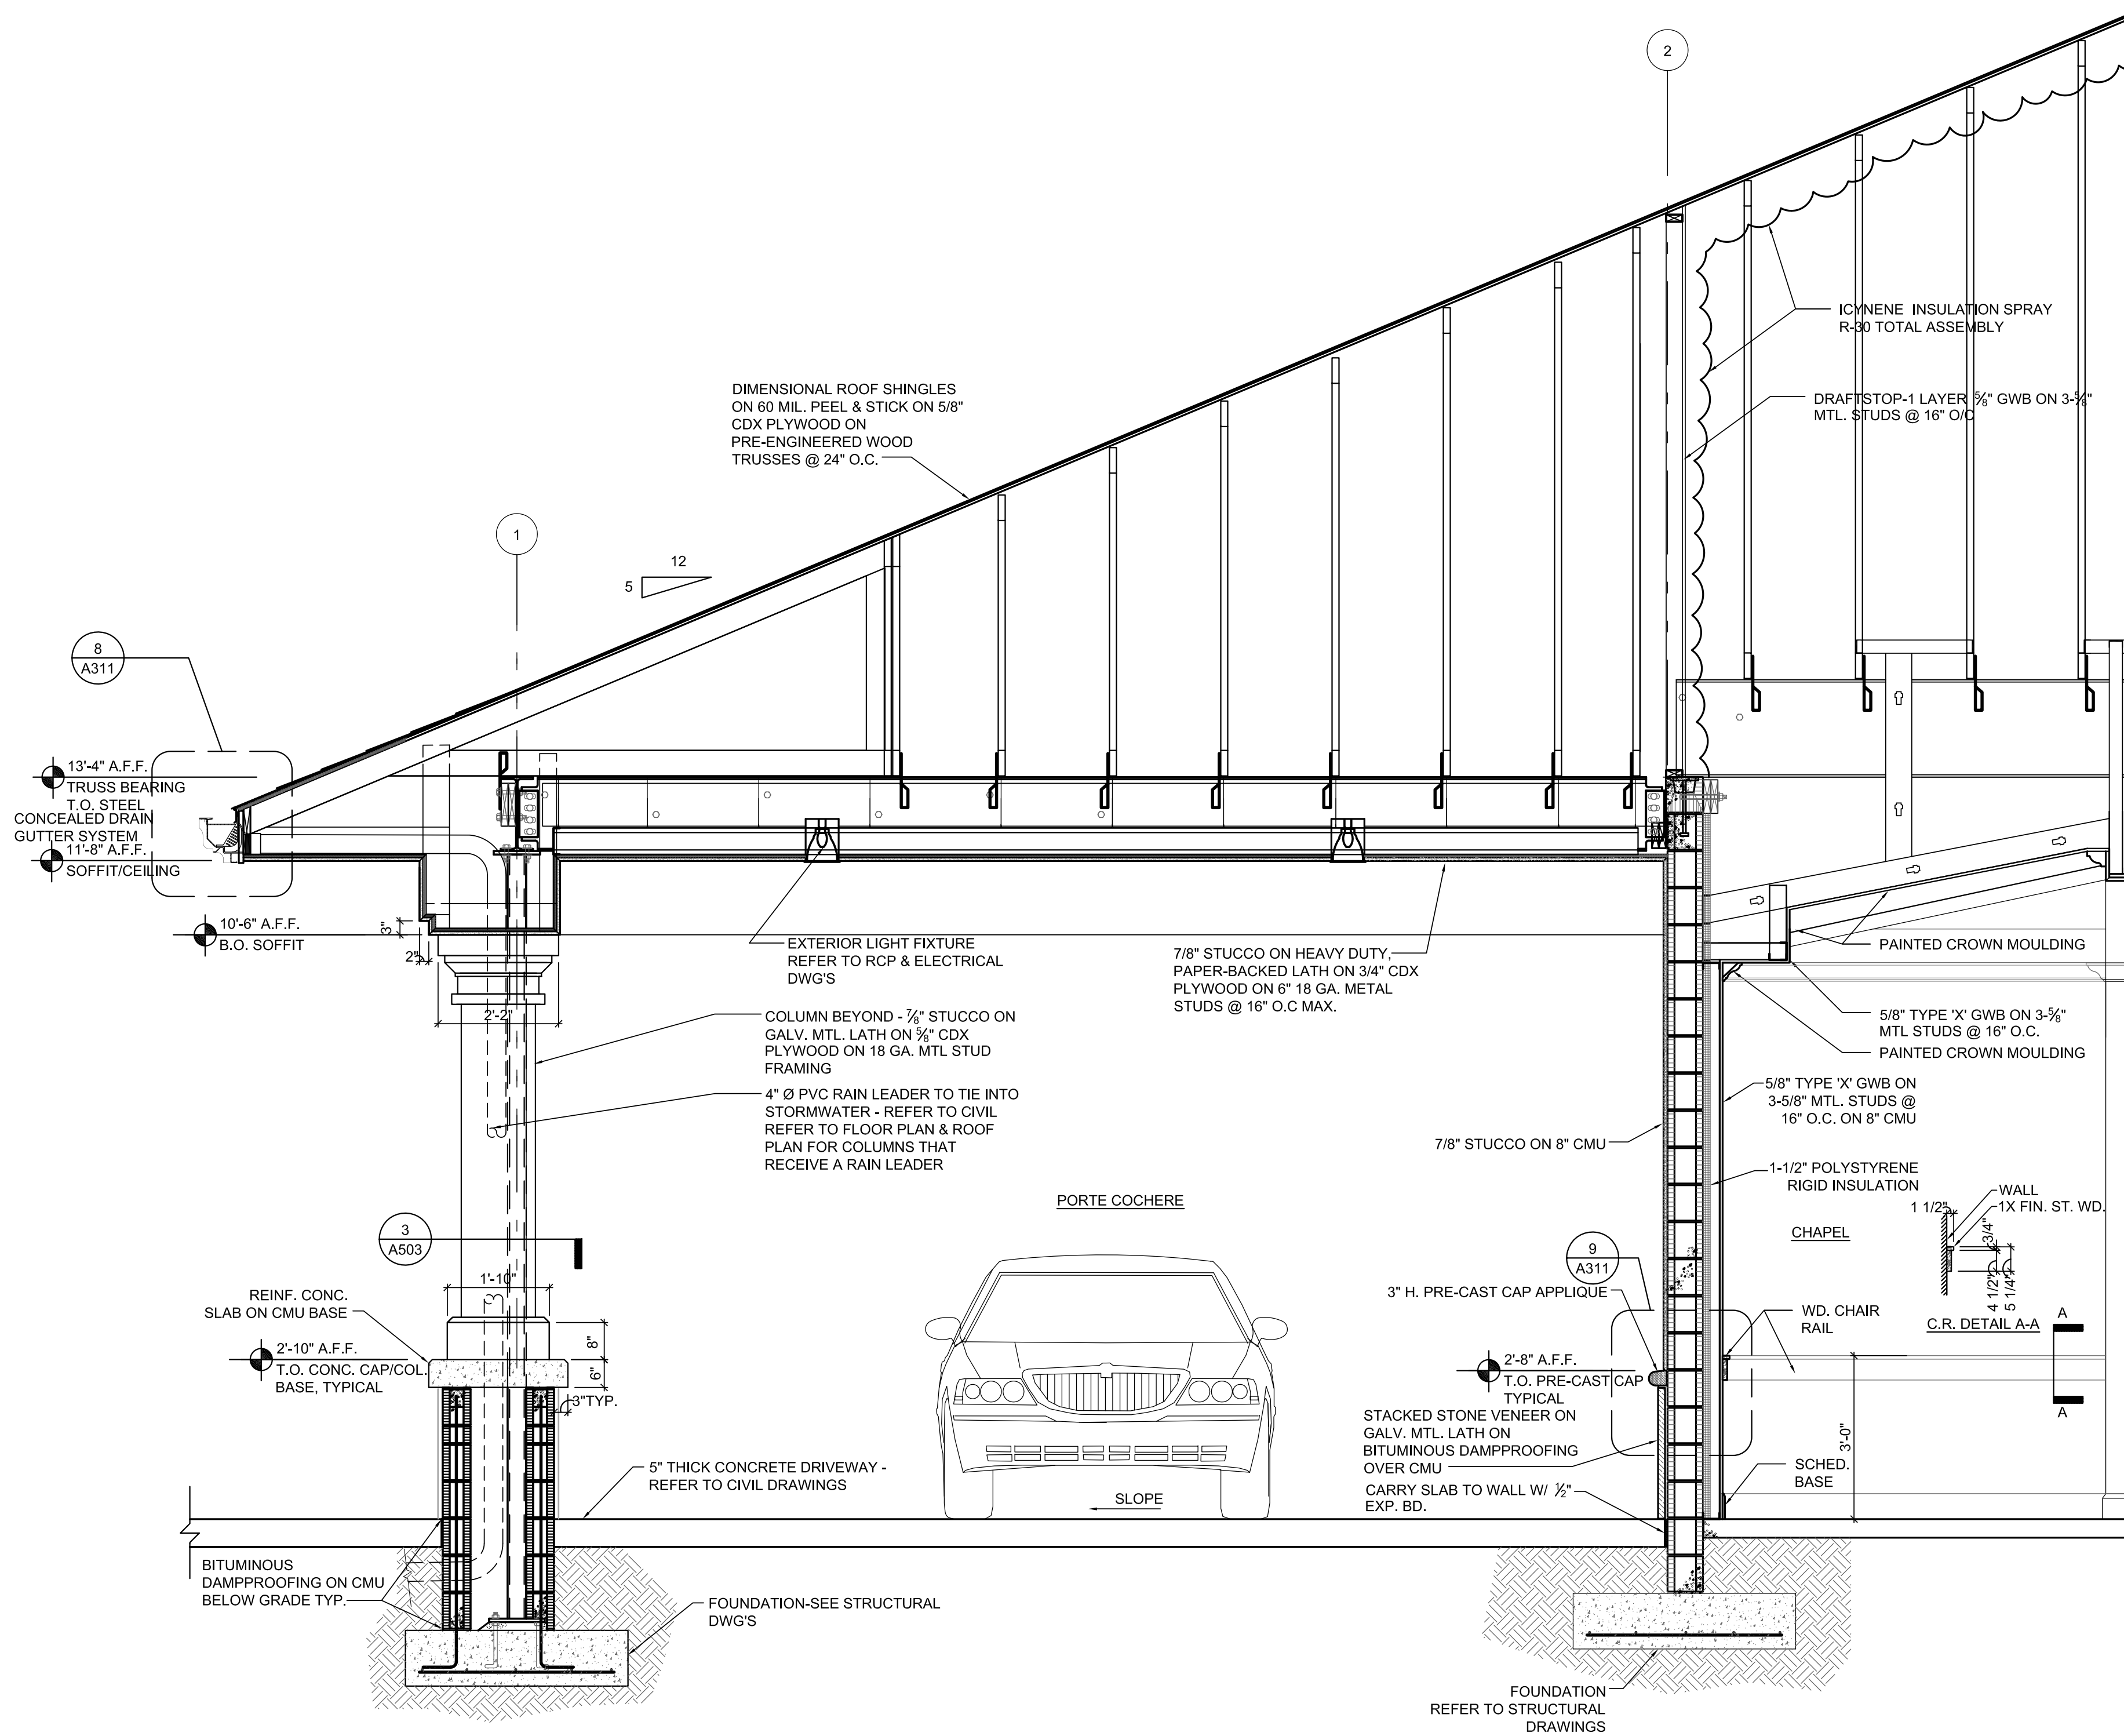 2
ICYNENE INSULATION SPRAY
R-30 TOTAL ASSEMBLY
DIMENSIONAL ROOF SHINGLES
ON 60 MIL. PEEL & STICK ON 5/8"
CDX PLYWOOD ON
PRE-ENGINEERED WOOD
TRUSSES @ 24" O.C.
DRAFTSTOP-1 LAYER ⅝" GWB ON 3-⅝"
MTL. STUDS @ 16" O/C
1
12
5
8
A311
13'-4" A.F.F.
TRUSS BEARING
T.O. STEEL
CONCEALED DRAIN
GUTTER SYSTEM
11'-8" A.F.F.
SOFFIT/CEILING
10'-6" A.F.F.
B.O. SOFFIT
3"
2"
2'-2"
EXTERIOR LIGHT FIXTURE
REFER TO RCP & ELECTRICAL
DWG'S
7/8" STUCCO ON HEAVY DUTY,
PAPER-BACKED LATH ON 3/4" CDX
PLYWOOD ON 6" 18 GA. METAL
STUDS @ 16" O.C MAX.
PAINTED CROWN MOULDING
5/8" TYPE 'X' GWB ON 3-⅝"
MTL STUDS @ 16" O.C.
PAINTED CROWN MOULDING
COLUMN BEYOND - ⅞" STUCCO ON
GALV. MTL. LATH ON ⅝" CDX
PLYWOOD ON 18 GA. MTL STUD
FRAMING
4" Ø PVC RAIN LEADER TO TIE INTO
STORMWATER - REFER TO CIVIL
REFER TO FLOOR PLAN & ROOF
PLAN FOR COLUMNS THAT
RECEIVE A RAIN LEADER
5/8" TYPE 'X' GWB ON
3-5/8" MTL. STUDS @
16" O.C. ON 8" CMU
7/8" STUCCO ON 8" CMU
1-1/2" POLYSTYRENE
RIGID INSULATION
PORTE COCHERE
CHAPEL
1 1/2"
WALL
1X FIN. ST. WD.
3/4"
4 1/2"
5 1/4"
C.R. DETAIL A-A
3
A503
1'-10"
9
A311
3" H. PRE-CAST CAP APPLIQUE
WD. CHAIR
RAIL
A
A
REINF. CONC.
SLAB ON CMU BASE
2'-10" A.F.F.
T.O. CONC. CAP/COL.
BASE, TYPICAL
8"
6"
3"TYP.
2'-8" A.F.F.
T.O. PRE-CAST CAP
TYPICAL
STACKED STONE VENEER ON
GALV. MTL. LATH ON
BITUMINOUS DAMPPROOFING
OVER CMU
3'-0"
SCHED.
BASE
5" THICK CONCRETE DRIVEWAY -
REFER TO CIVIL DRAWINGS
SLOPE
CARRY SLAB TO WALL W/ ½"
EXP. BD.
BITUMINOUS
DAMPPROOFING ON CMU
BELOW GRADE TYP.
FOUNDATION-SEE STRUCTURAL
DWG'S
FOUNDATION
REFER TO STRUCTURAL
DRAWINGS